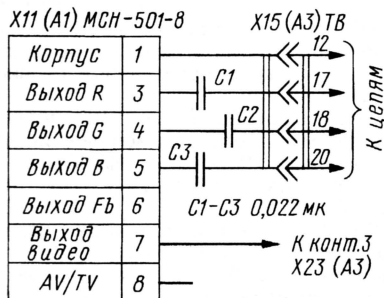 X11 (A1) МСН-501-8
X15 (A3) ТВ
Корпус 1
12
Выход R 3
C1
17
Выход G 4
C2
18
Выход B 5
C3
20
К цепям
Выход Fb 6
C1-C3 0,022 мк
Выход видео 7
К конт.3
X23 (A3)
AV/TV 8